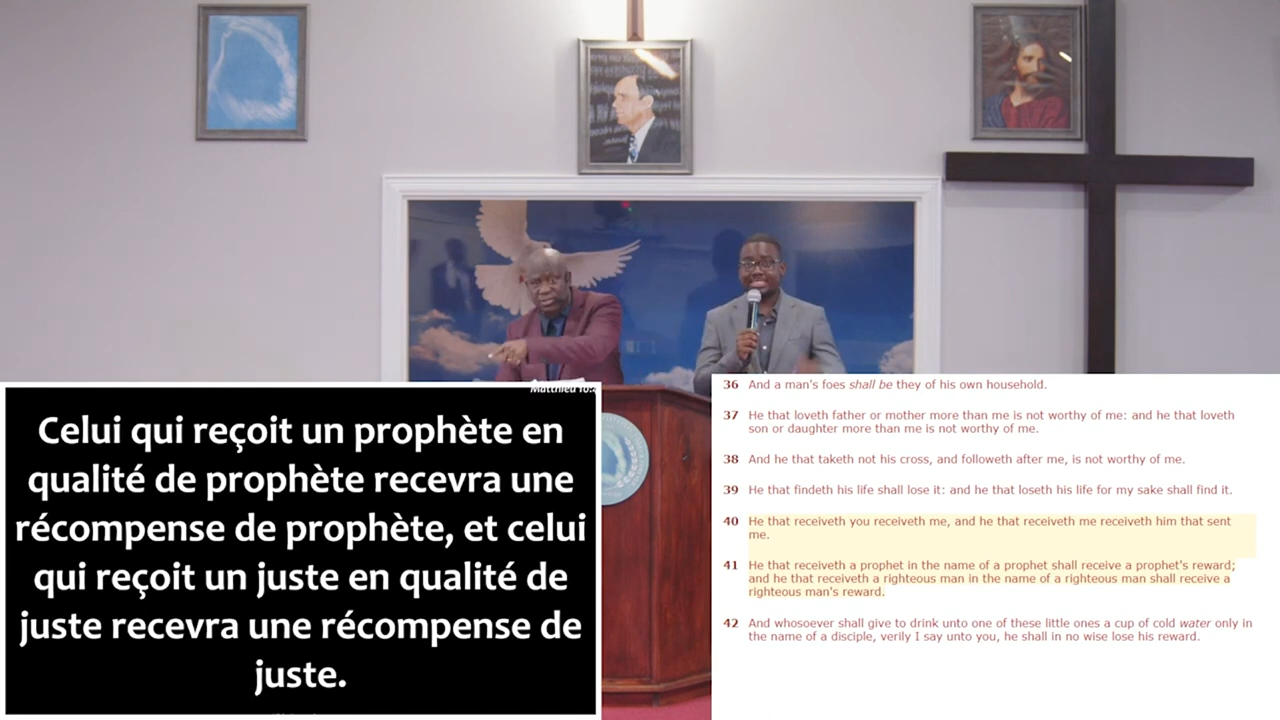 Matthieu 10:
Celui qui reçoit un prophète en
qualité de prophète recevra une
récompense de prophète, et celui
qui reçoit un juste en qualité de
juste recevra une récompense de
juste.
36 And a man's foes shall be they of his own household.
37 He that loveth father or mother more than me is not worthy of me: and he that loveth
son or daughter more than me is not worthy of me.
38 And he that taketh not his cross, and followeth after me, is not worthy of me.
39 He that findeth his life shall lose it: and he that loseth his life for my sake shall find it.
40 He that receiveth you receiveth me, and he that receiveth me receiveth him that sent
me.
41 He that receiveth a prophet in the name of a prophet shall receive a prophet's reward;
and he that receiveth a righteous man in the name of a righteous man shall receive a
righteous man's reward.
42 And whosoever shall give to drink unto one of these little ones a cup of cold water only in
the name of a disciple, verily I say unto you, he shall in no wise lose his reward.